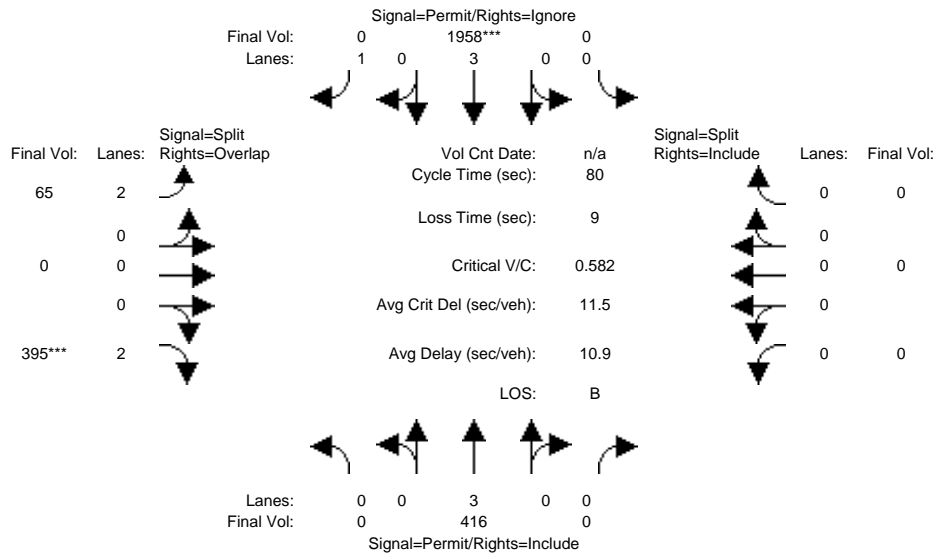 Signal=Permit/Rights=Ignore
Final Vol: 0 1958*** 0
Lanes: 1 0 3 0 0
Signal=Split Signal=Split
Final Vol: Lanes: Rights=Overlap Vol Cnt Date: n/a Rights=Include Lanes: Final Vol:
65 2 Cycle Time (sec): 80 0 0
0 Loss Time (sec): 9 0
0 0 Critical V/C: 0.582 0 0
0 Avg Crit Del (sec/veh): 11.5 0
395*** 2 Avg Delay (sec/veh): 10.9 0 0
LOS: B
Lanes: 0 0 3 0 0
Final Vol: 0 416 0
Signal=Permit/Rights=Include